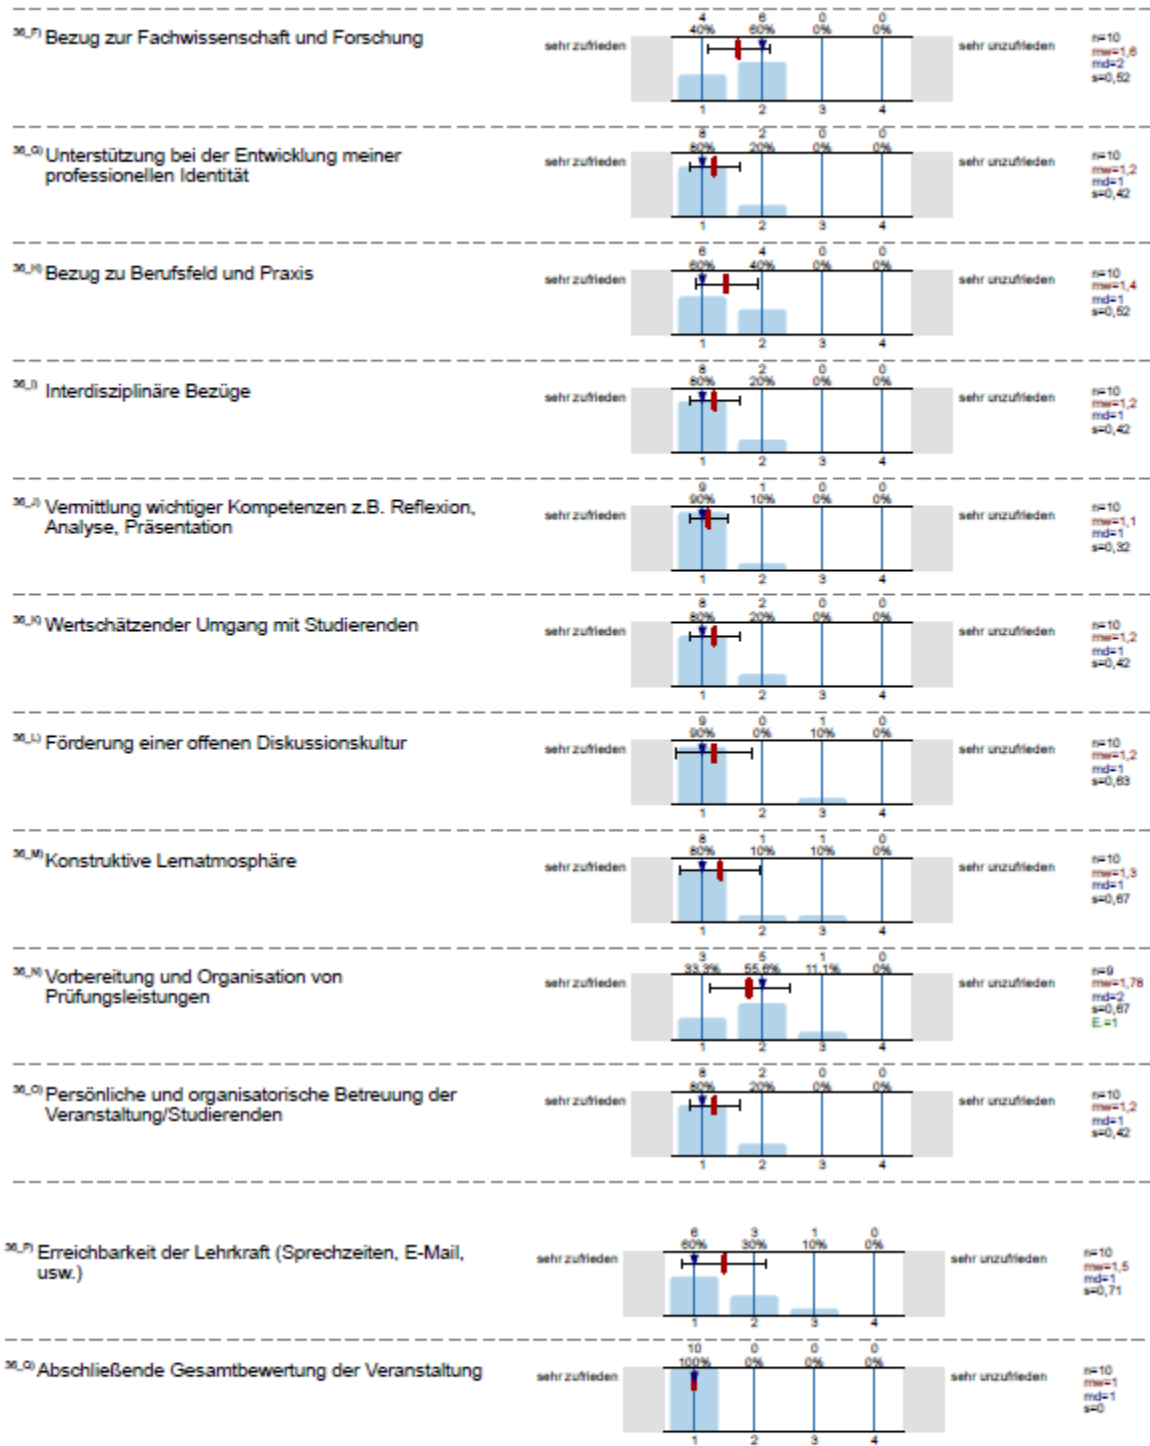 4 6 0 0
36_F) Bezug zur Fachwissenschaft und Forschung sehr zufrieden 40% 60% 0% 0% sehr unzufrieden n=10
mw=1,6
md=2
s=0,52
1 2 3 4
8 2 0 0
36_G) Unterstützung bei der Entwicklung meiner sehr zufrieden 80% 20% 0% 0% sehr unzufrieden n=10
professionellen Identität mw=1,2
md=1
s=0,42
1 2 3 4
6 4 0 0
36_H) Bezug zu Berufsfeld und Praxis sehr zufrieden 60% 40% 0% 0% sehr unzufrieden n=10
mw=1,4
md=1
s=0,52
1 2 3 4
8 2 0 0
36_I) Interdisziplinäre Bezüge sehr zufrieden 80% 20% 0% 0% sehr unzufrieden n=10
mw=1,2
md=1
s=0,42
1 2 3 4
9 1 0 0
36_J) Vermittlung wichtiger Kompetenzen z.B. Reflexion, sehr zufrieden 90% 10% 0% 0% sehr unzufrieden n=10
Analyse, Präsentation mw=1,1
md=1
s=0,32
1 2 3 4
8 2 0 0
36_K) Wertschätzender Umgang mit Studierenden sehr zufrieden 80% 20% 0% 0% sehr unzufrieden n=10
mw=1,2
md=1
s=0,42
1 2 3 4
9 0 1 0
36_L) Förderung einer offenen Diskussionskultur sehr zufrieden 90% 0% 10% 0% sehr unzufrieden n=10
mw=1,2
md=1
s=0,63
1 2 3 4
8 1 1 0
36_M) Konstruktive Lernatmosphäre sehr zufrieden 80% 10% 10% 0% sehr unzufrieden n=10
mw=1,3
md=1
s=0,67
1 2 3 4
3 5 1 0
36_N) Vorbereitung und Organisation von sehr zufrieden 33,3% 55,6% 11,1% 0% sehr unzufrieden n=9
Prüfungsleistungen mw=1,78
md=2
s=0,67
E.=1
1 2 3 4
8 2 0 0
36_O) Persönliche und organisatorische Betreuung der sehr zufrieden 80% 20% 0% 0% sehr unzufrieden n=10
Veranstaltung/Studierenden mw=1,2
md=1
s=0,42
1 2 3 4
6 3 1 0
36_P) Erreichbarkeit der Lehrkraft (Sprechzeiten, E-Mail, sehr zufrieden 60% 30% 10% 0% sehr unzufrieden n=10
usw.) mw=1,5
md=1
s=0,71
1 2 3 4
10 0 0 0
36_Q) Abschließende Gesamtbewertung der Veranstaltung sehr zufrieden 100% 0% 0% 0% sehr unzufrieden n=10
mw=1
md=1
s=0
1 2 3 4